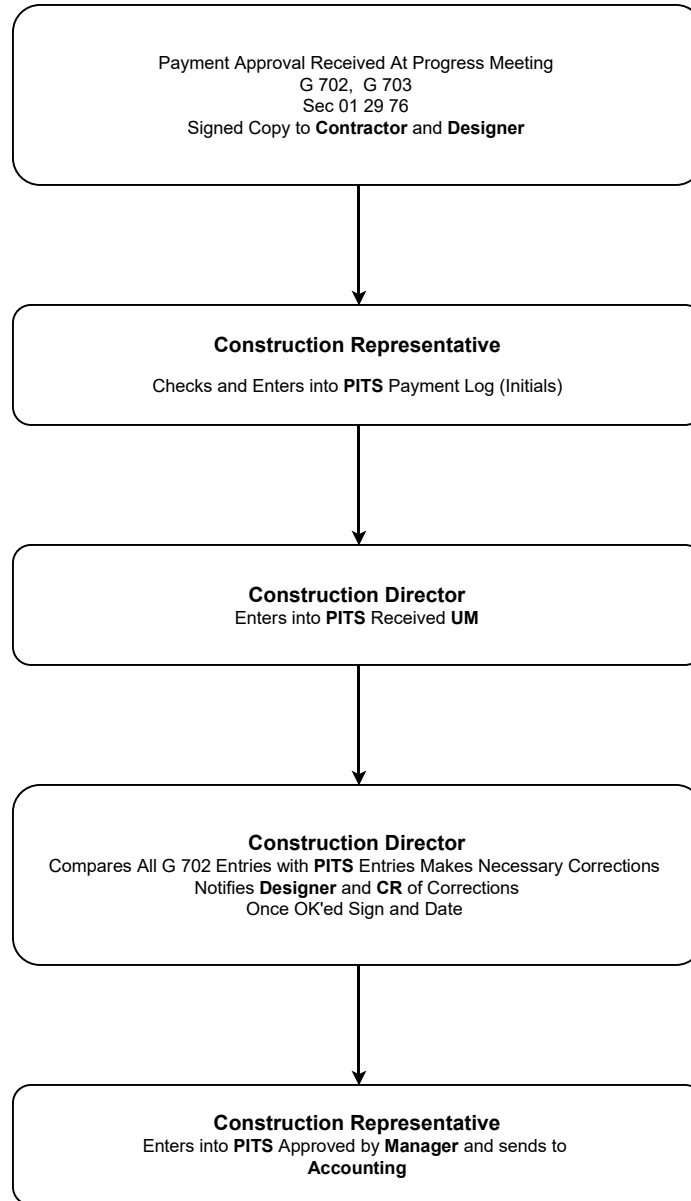 Payment Approval Received At Progress Meeting
G 702,  G 703
Sec 01 29 76
Signed Copy to Contractor and Designer
Construction Representative
Checks and Enters into PITS Payment Log (Initials)
Construction Director
Enters into PITS Received UM
Construction Director
Compares All G 702 Entries with PITS Entries Makes Necessary Corrections
Notifies Designer and CR of Corrections
Once OK'ed Sign and Date
Construction Representative
Enters into PITS Approved by Manager and sends to
Accounting